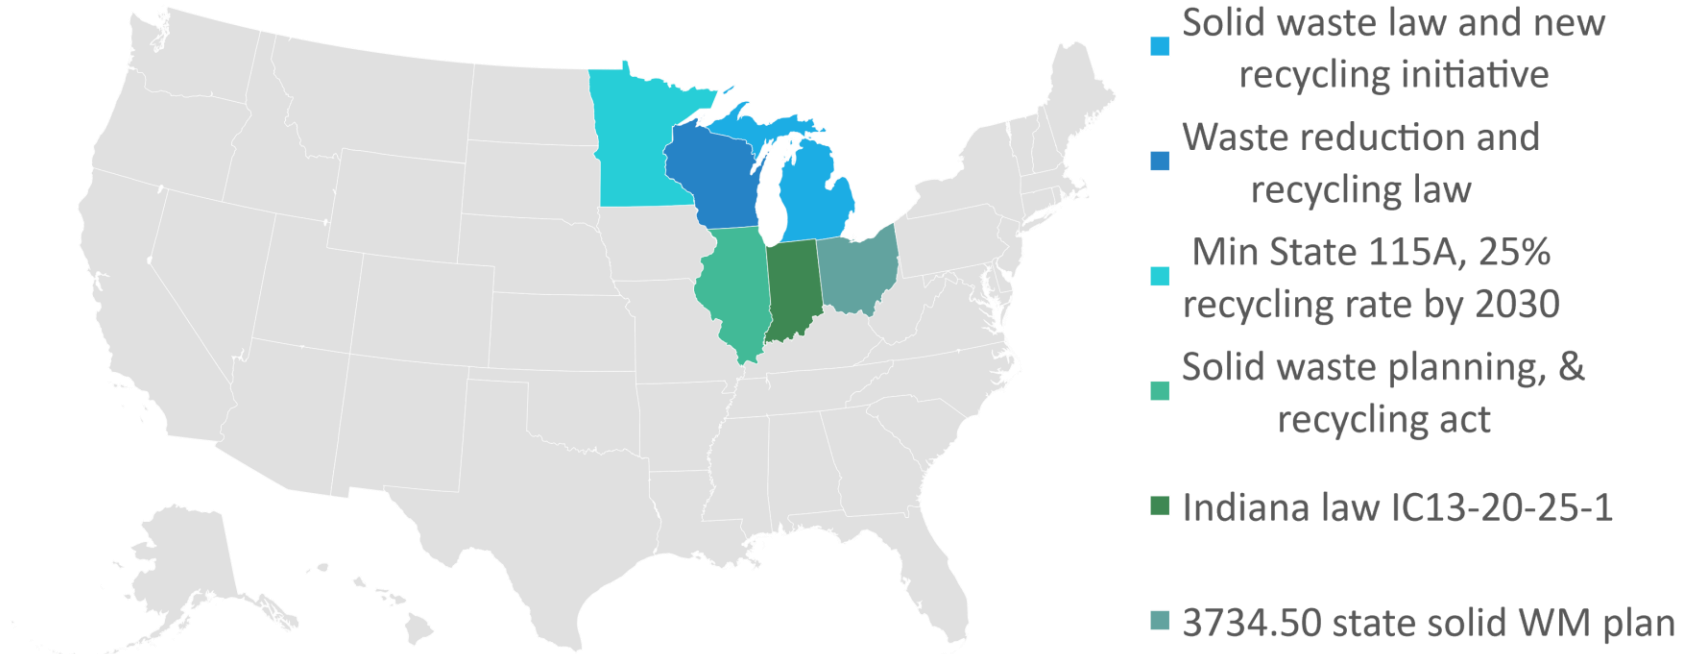 Solid waste law and new
recycling initiative
Waste reduction and
recycling law
Min State 115A, 25%
recycling rate by 2030
Solid waste planning, &
recycling act
Indiana law IC13-20-25-1
3734.50 state solid WM plan